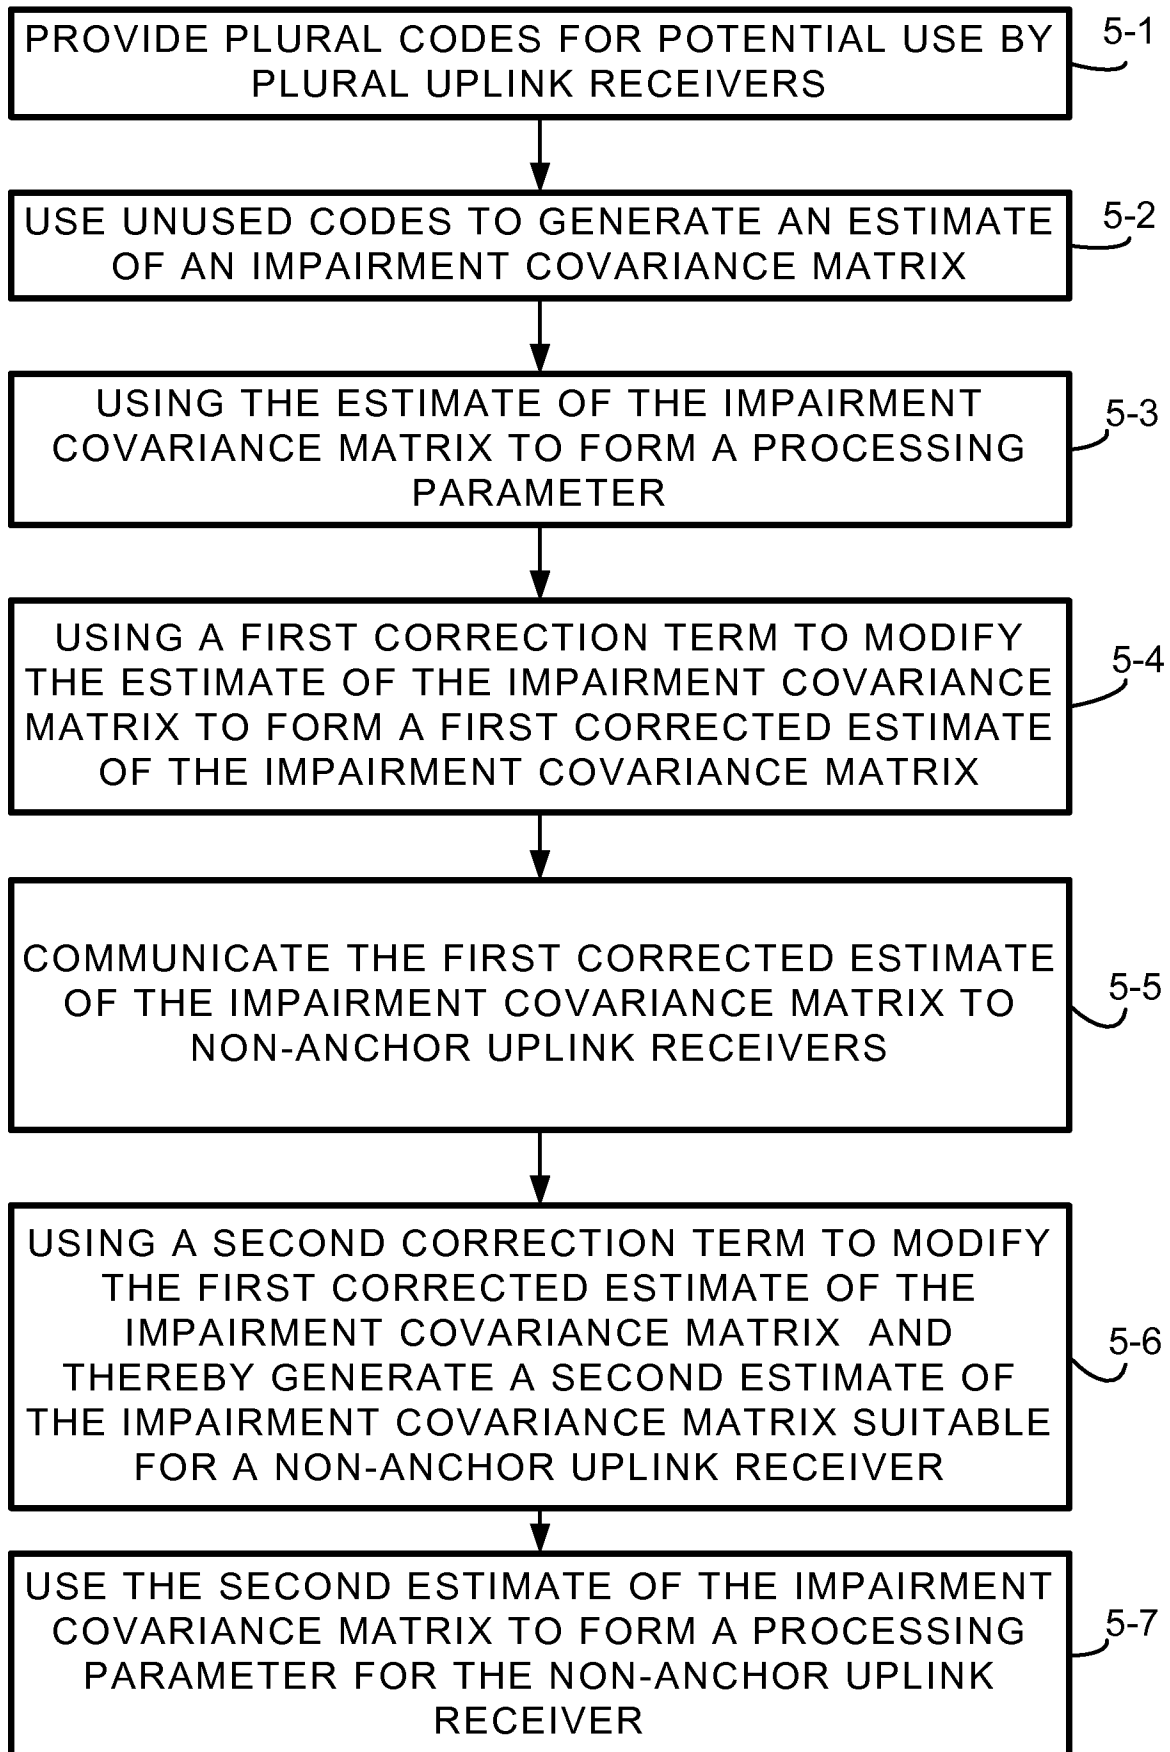 PROVIDE PLURAL CODES FOR POTENTIAL USE BY
PLURAL UPLINK RECEIVERS
5-1
USE UNUSED CODES TO GENERATE AN ESTIMATE
OF AN IMPAIRMENT COVARIANCE MATRIX
5-2
USING THE ESTIMATE OF THE IMPAIRMENT
COVARIANCE MATRIX TO FORM A PROCESSING
PARAMETER
5-3
USING A FIRST CORRECTION TERM TO MODIFY
THE ESTIMATE OF THE IMPAIRMENT COVARIANCE
MATRIX TO FORM A FIRST CORRECTED ESTIMATE
OF THE IMPAIRMENT COVARIANCE MATRIX
5-4
COMMUNICATE THE FIRST CORRECTED ESTIMATE
OF THE IMPAIRMENT COVARIANCE MATRIX TO
NON-ANCHOR UPLINK RECEIVERS
5-5
USING A SECOND CORRECTION TERM TO MODIFY
THE FIRST CORRECTED ESTIMATE OF THE
IMPAIRMENT COVARIANCE MATRIX AND
THEREBY GENERATE A SECOND ESTIMATE OF
THE IMPAIRMENT COVARIANCE MATRIX SUITABLE
FOR A NON-ANCHOR UPLINK RECEIVER
5-6
USE THE SECOND ESTIMATE OF THE IMPAIRMENT
COVARIANCE MATRIX TO FORM A PROCESSING
PARAMETER FOR THE NON-ANCHOR UPLINK
RECEIVER
5-7